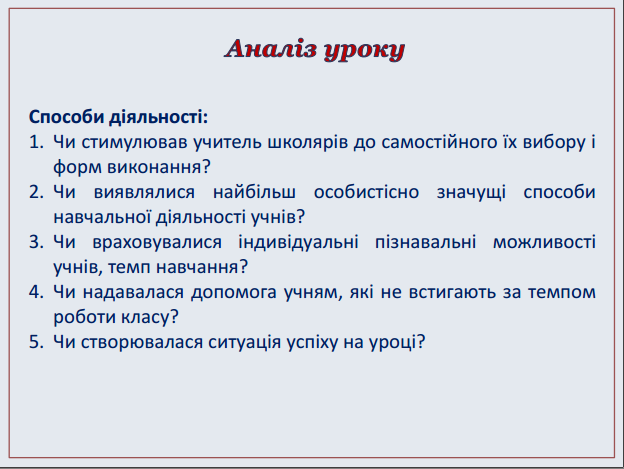 Аналіз уроку
Способи діяльності:
1. Чи стимулював учитель школярів до самостійного їх вибору і
форм виконання?
2. Чи виявлялися найбільш особистісно значущі способи
навчальної діяльності учнів?
3. Чи враховувалися індивідуальні пізнавальні можливості
учнів, темп навчання?
4. Чи надавалася допомога учням, які не встигають за темпом
роботи класу?
5. Чи створювалася ситуація успіху на уроці?